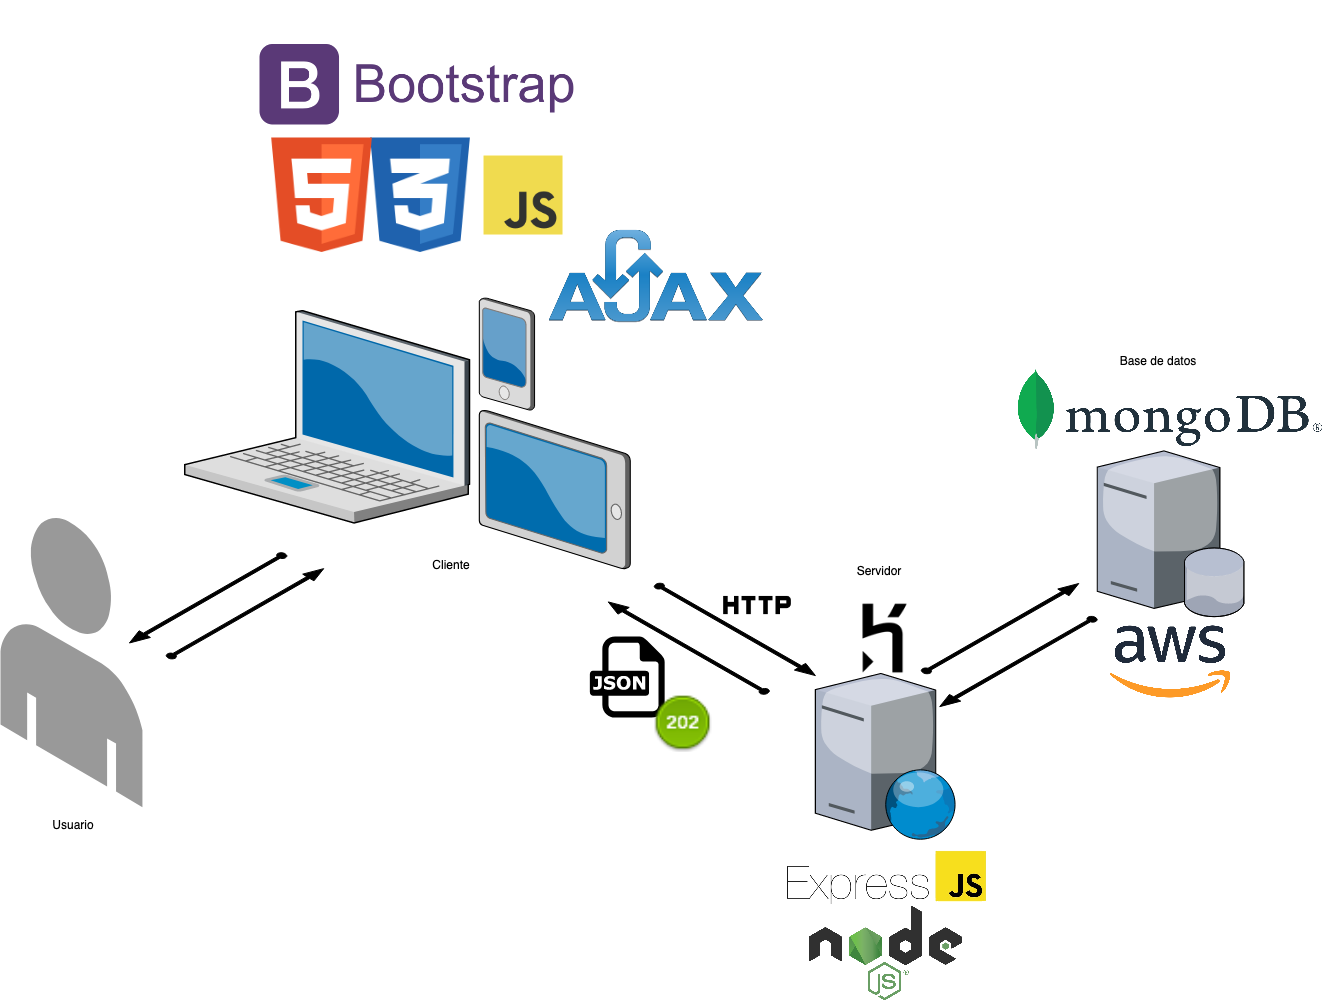 B Bootstrap
5 3 JS
AJAX
Base de datos
mongoDB®
Cliente
Servidor
HTTP
JSON
202
aws
Usuario
Express JS
node
JS